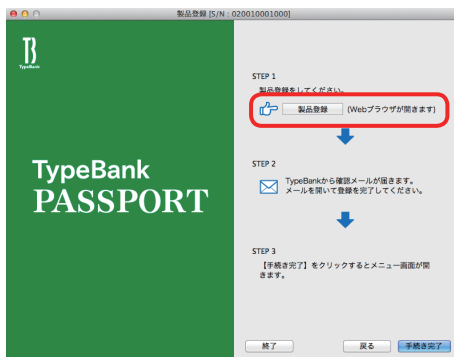 製品登録 [S/N : 020010001000]
TB
TypeBank
TypeBank
PASSPORT
STEP 1
製品登録をしてください。
製品登録 (Webブラウザが開きます)
STEP 2
TypeBankから確認メールが届きます。
メールを開いて登録を完了してください。
STEP 3
【手続き完了】をクリックするとメニュー画面が開
きます。
終了 戻る 手続き完了